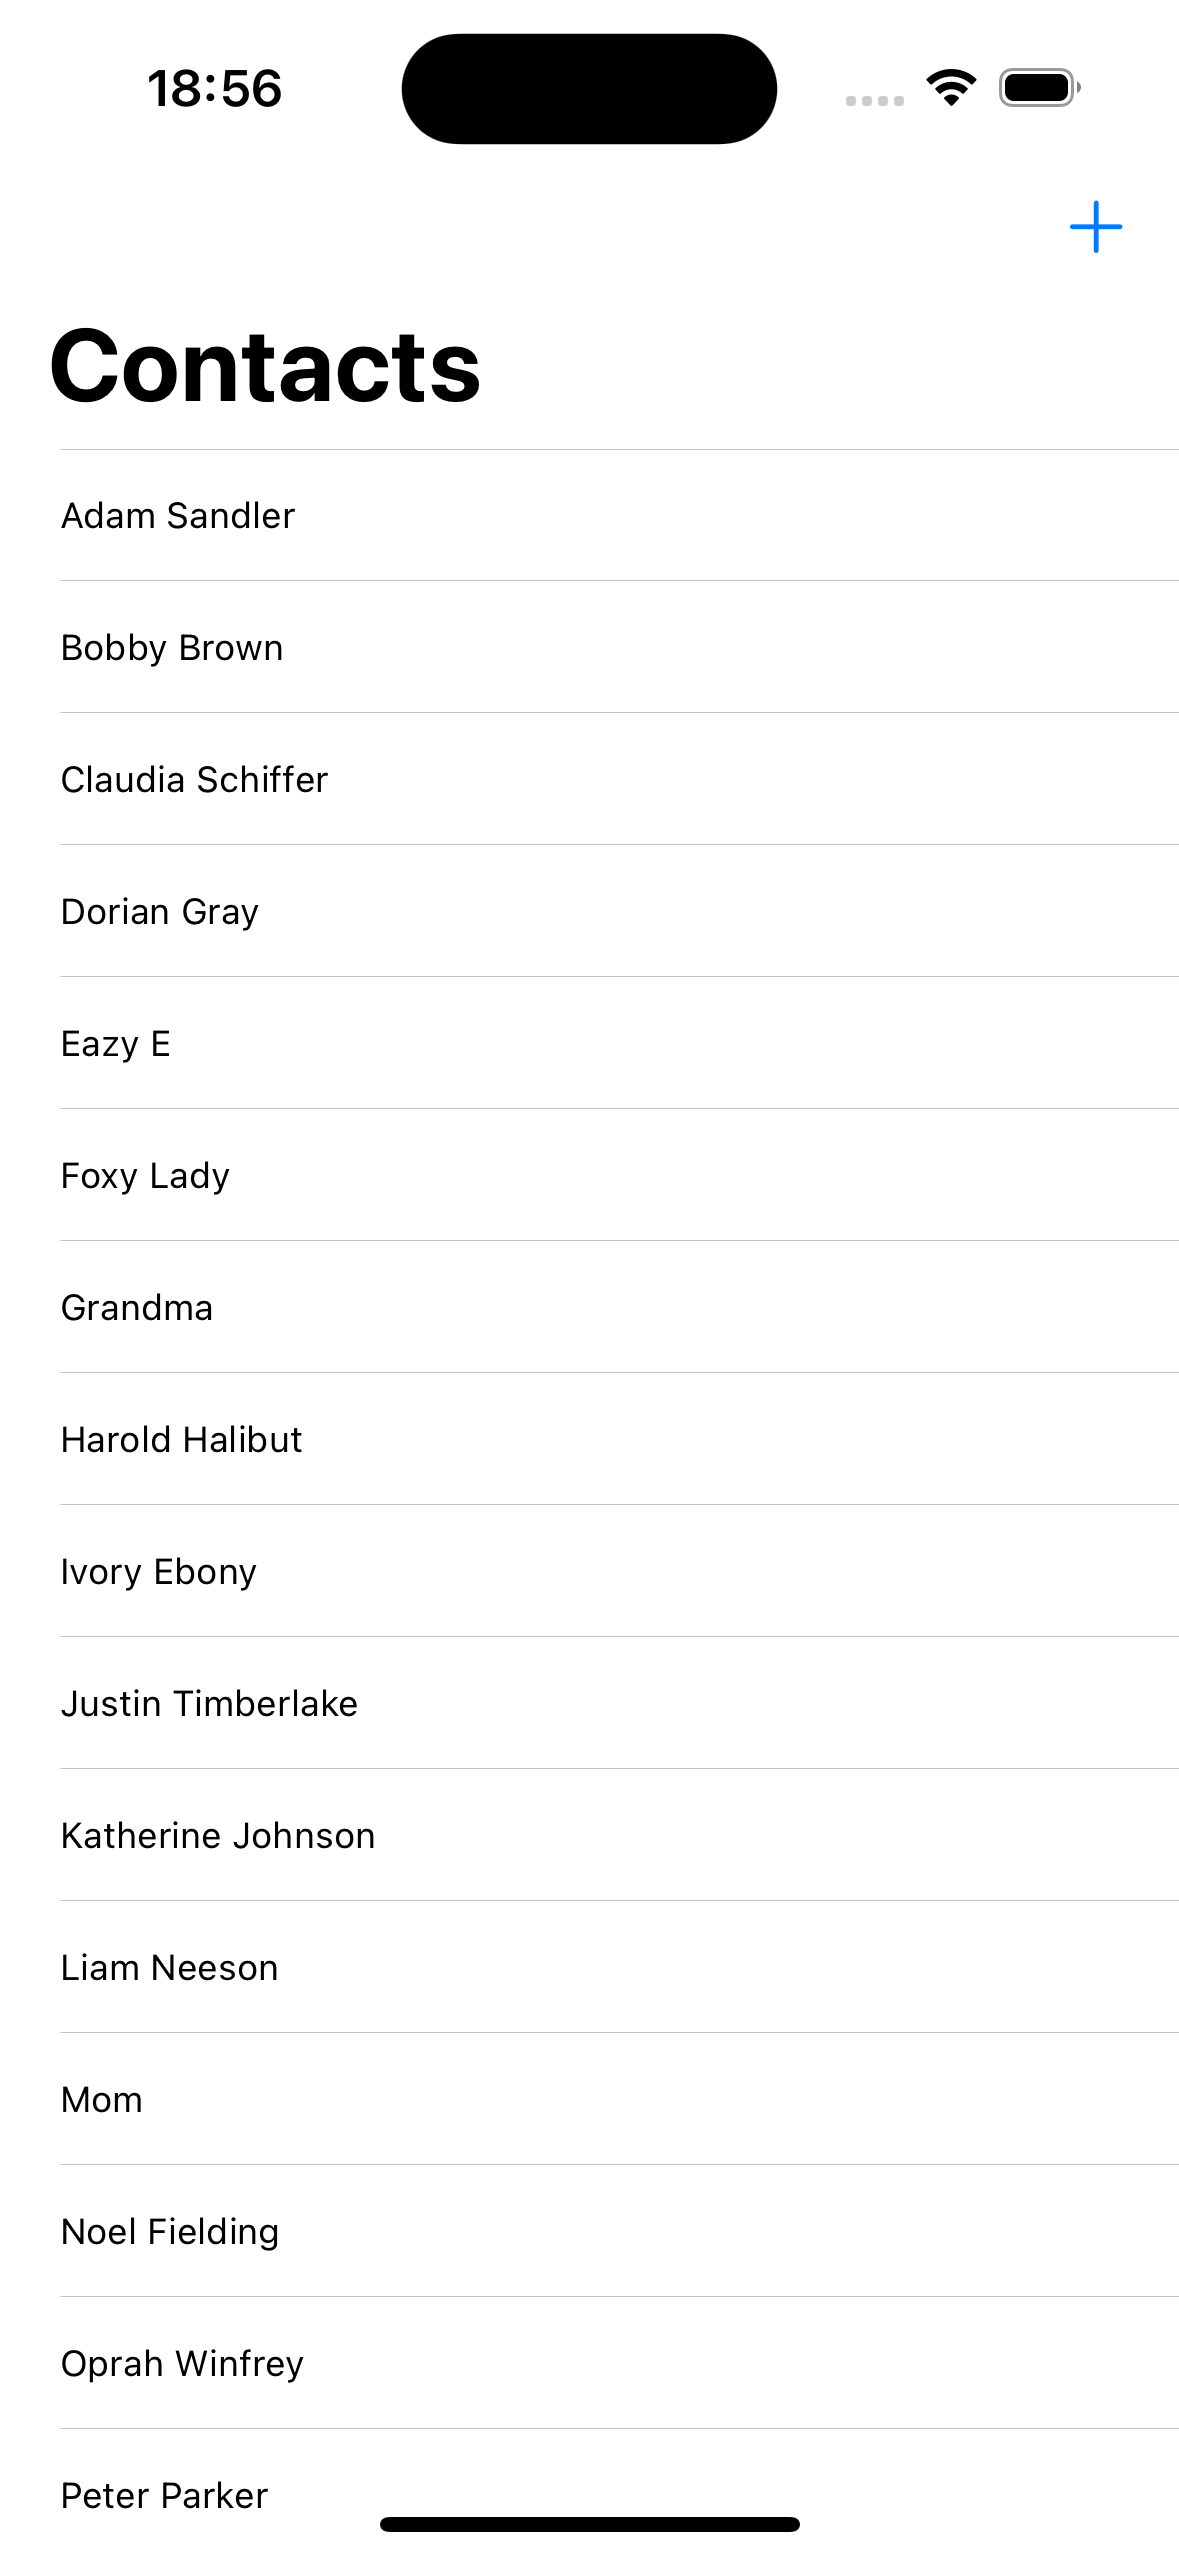 18:56
Contacts
Adam Sandler
Bobby Brown
Claudia Schiffer
Dorian Gray
Eazy E
Foxy Lady
Grandma
Harold Halibut
Ivory Ebony
Justin Timberlake
Katherine Johnson
Liam Neeson
Mom
Noel Fielding
Oprah Winfrey
Peter Parker